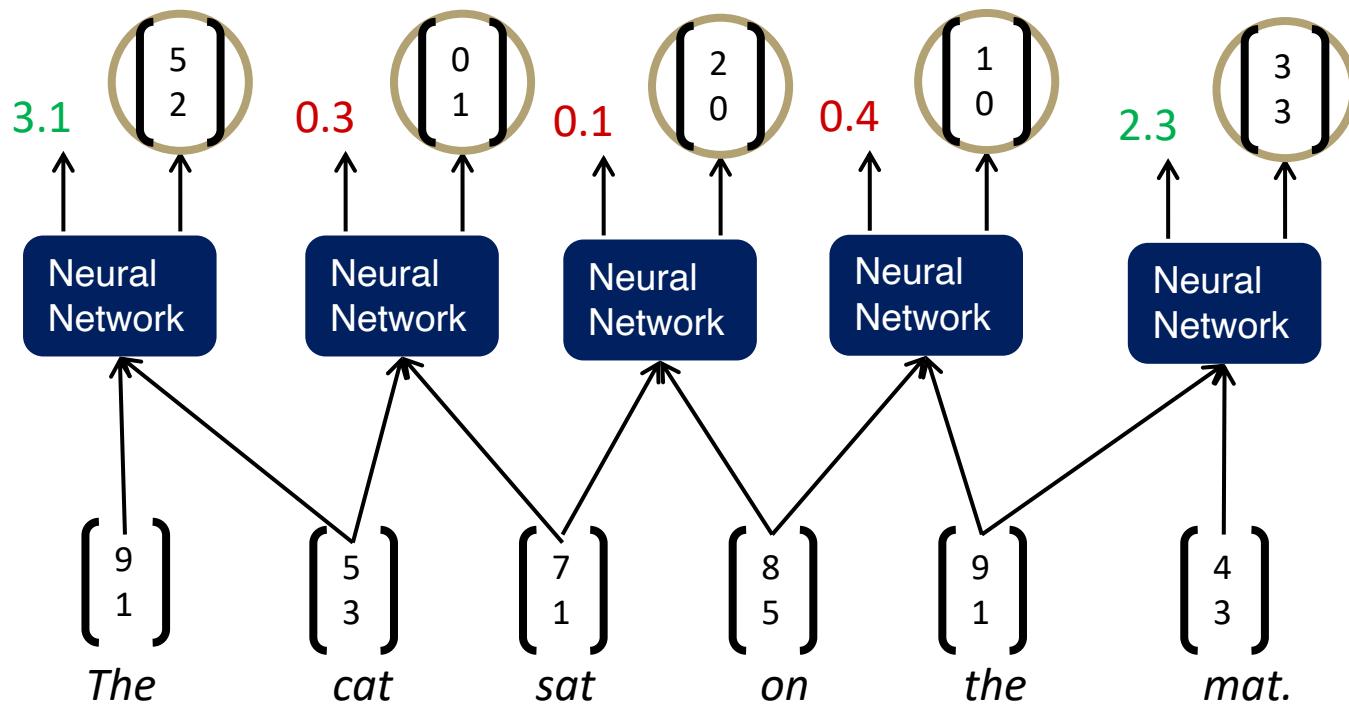 5 0 2 1 3
2 1 0 0 3
3.1 0.3 0.1 0.4 2.3
Neural Neural Neural Neural Neural
Network Network Network Network Network
9 5 7 8 9 4
1 3 1 5 1 3
The cat sat on the mat.